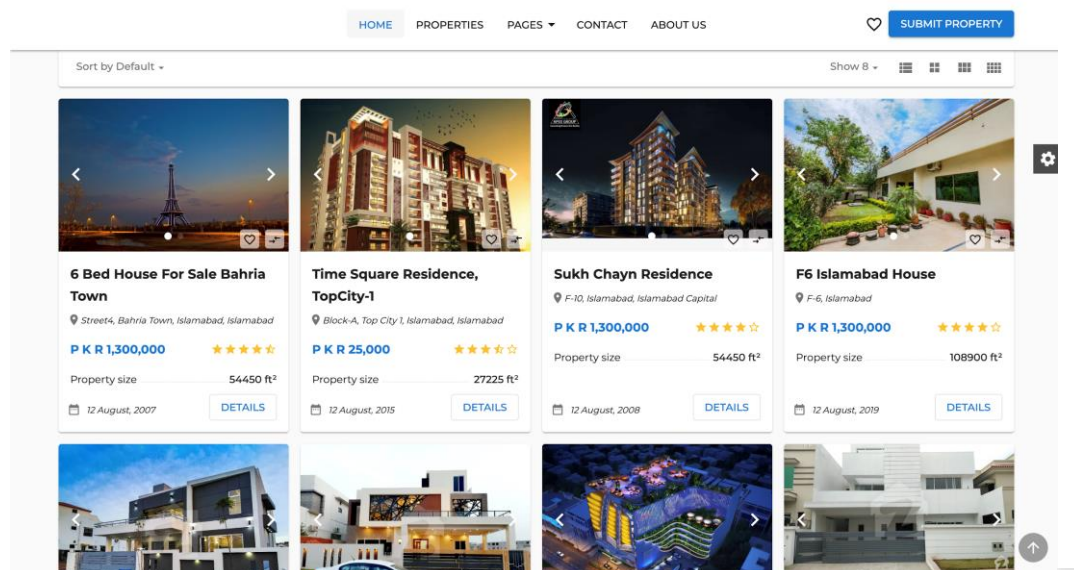 HOME PROPERTIES PAGES CONTACT ABOUT US SUBMIT PROPERTY
Sort by Default Show 8
6 Bed House For Sale Bahria
Town
Street4, Bahria Town, Islamabad, Islamabad
P K R 1,300,000
Property size 54450 ft²
12 August, 2007 DETAILS
Time Square Residence,
TopCity-1
Block-A, Top City 1, Islamabad, Islamabad
P K R 25,000
Property size 27225 ft²
12 August, 2015 DETAILS
Sukh Chayn Residence
F-10, Islamabad, Islamabad Capital
P K R 1,300,000
Property size 54450 ft²
12 August, 2008 DETAILS
F6 Islamabad House
F-6, Islamabad
P K R 1,300,000
Property size 108900 ft²
12 August, 2019 DETAILS